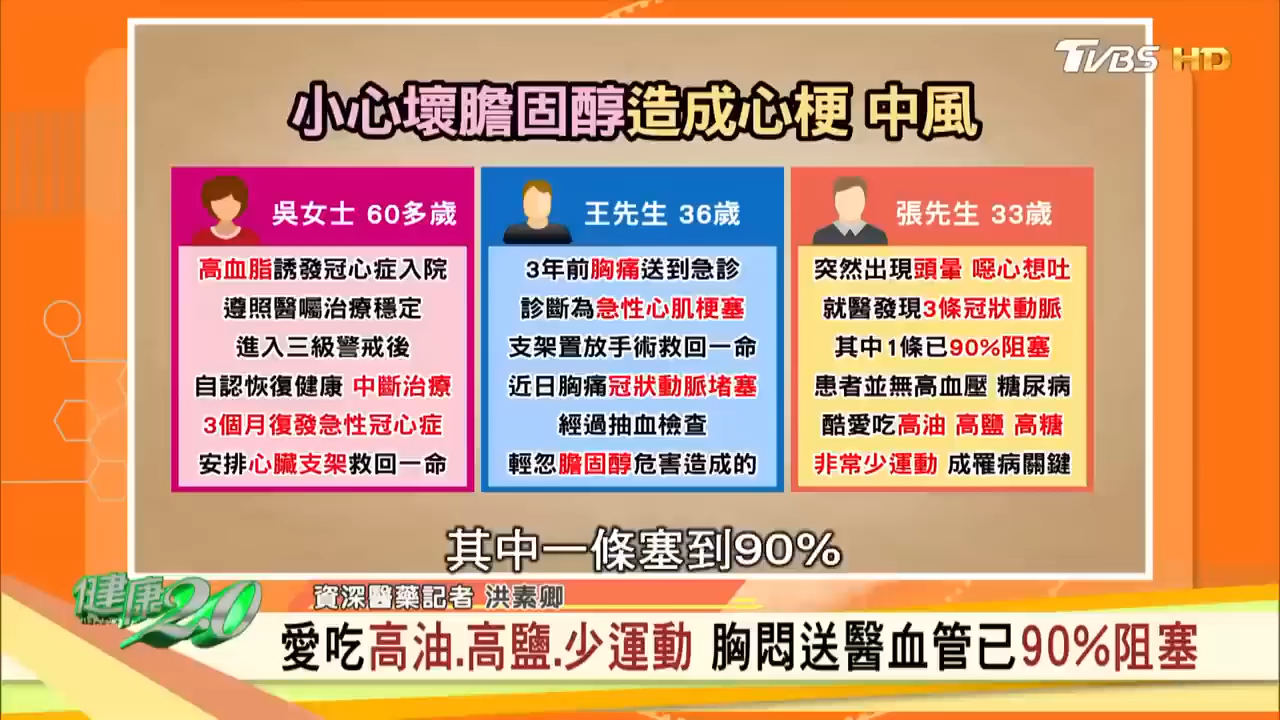 TVBS HD
小心壞膽固醇造成心梗 中風
吳女士 60多歲
高血脂誘發冠心症入院
遵照醫囑治療穩定
進入三級警戒後
自認恢復健康 中斷治療
3個月復發急性冠心症
安排心臟支架救回一命
王先生 36歲
3年前胸痛送到急診
診斷為急性心肌梗塞
支架置放手術救回一命
近日胸痛冠狀動脈堵塞
經過抽血檢查
輕忽膽固醇危害造成的
張先生 33歲
突然出現頭暈 噁心想吐
就醫發現3條冠狀動脈
其中1條已90%阻塞
患者並無高血壓 糖尿病
酷愛吃高油 高鹽 高糖
非常少運動 成罹病關鍵
其中一條塞到90%
健康2.0
資深醫藥記者 洪素卿
愛吃高油.高鹽.少運動 胸悶送醫血管已90%阻塞